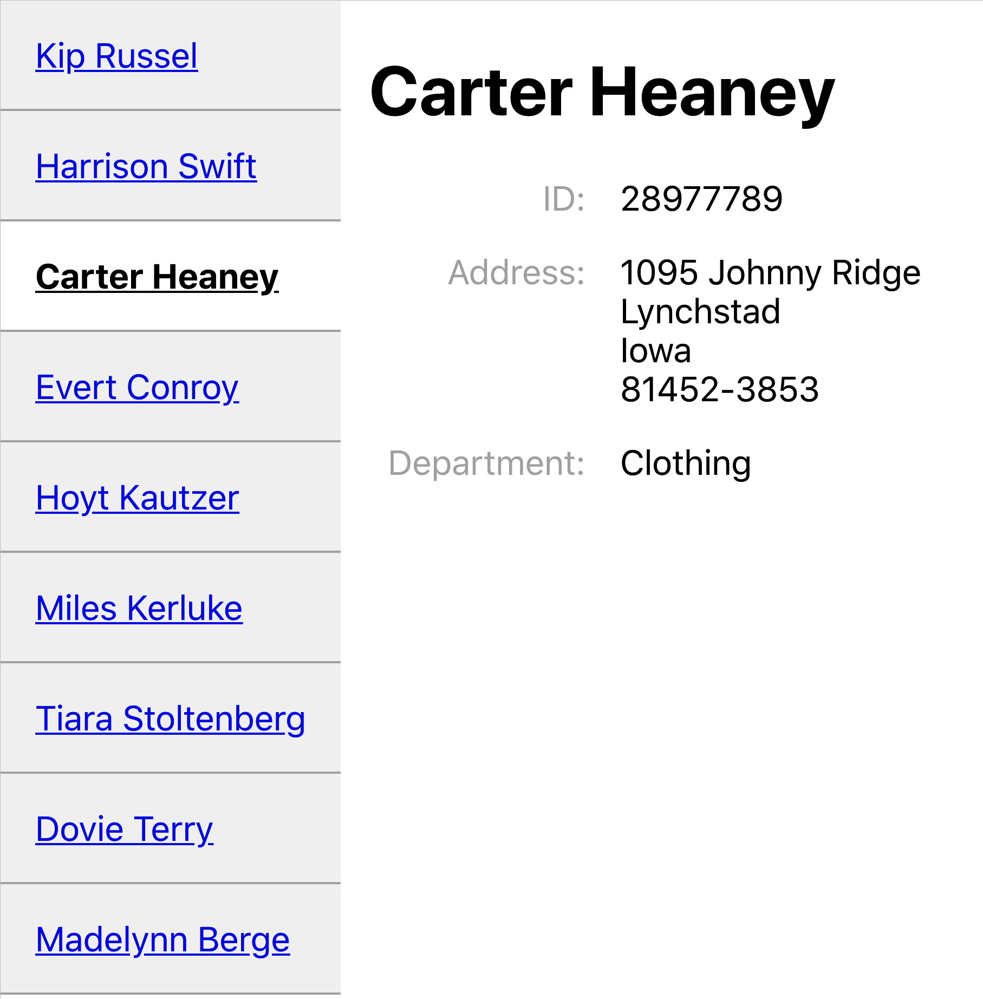 Kip Russel
Harrison Swift
Carter Heaney
Evert Conroy
Hoyt Kautzer
Miles Kerluke
Tiara Stoltenberg
Dovie Terry
Madelynn Berge
Carter Heaney
ID: 28977789
Address: 1095 Johnny Ridge
Lynchstad
Iowa
81452-3853
Department: Clothing